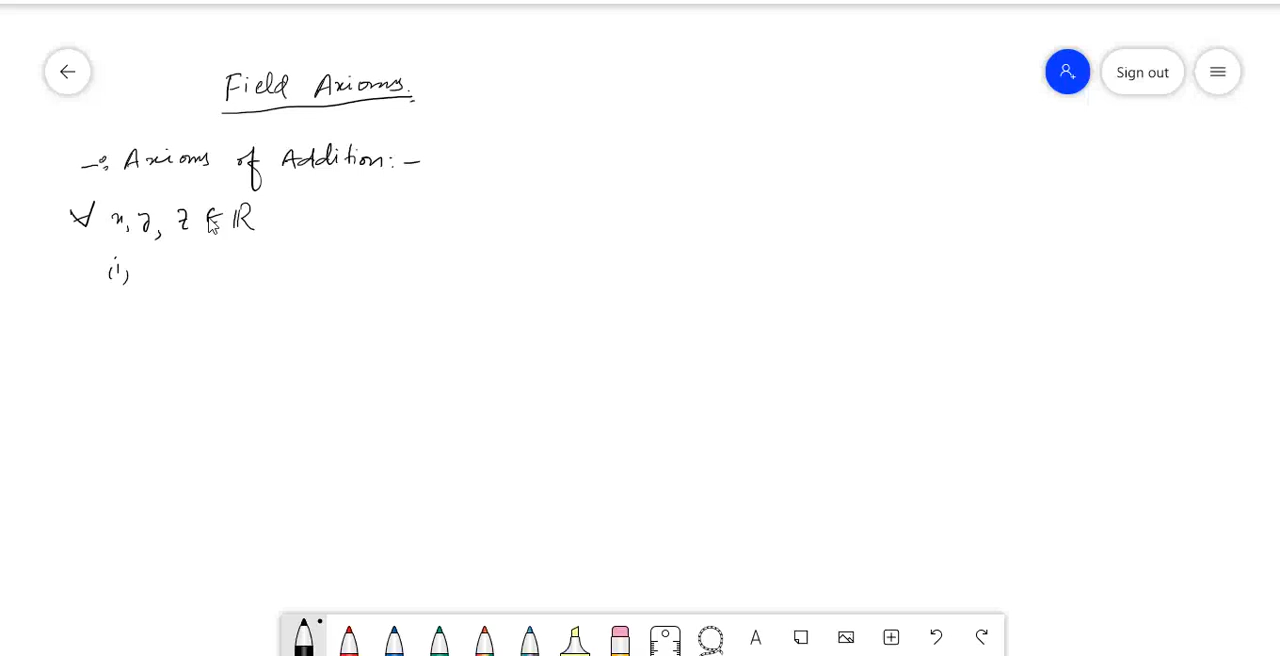 Sign out
Field Axioms.
–: Axioms of Addition:–
∀ x, y, z ∈ ℝ
(i)
A